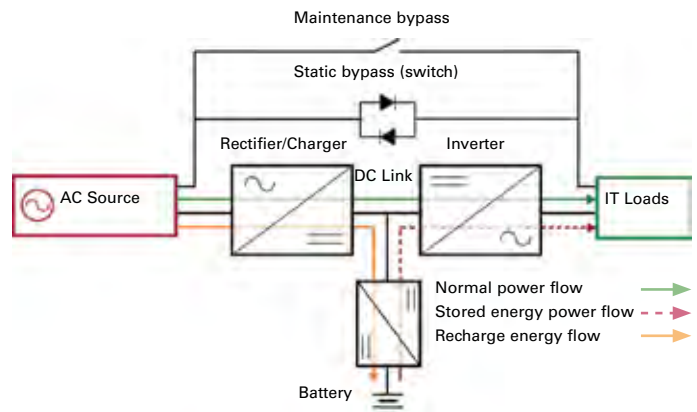 Maintenance bypass
Static bypass (switch)
Rectifier/Charger
Inverter
DC Link
AC Source
IT Loads
Normal power flow
Stored energy power flow
Recharge energy flow
Battery